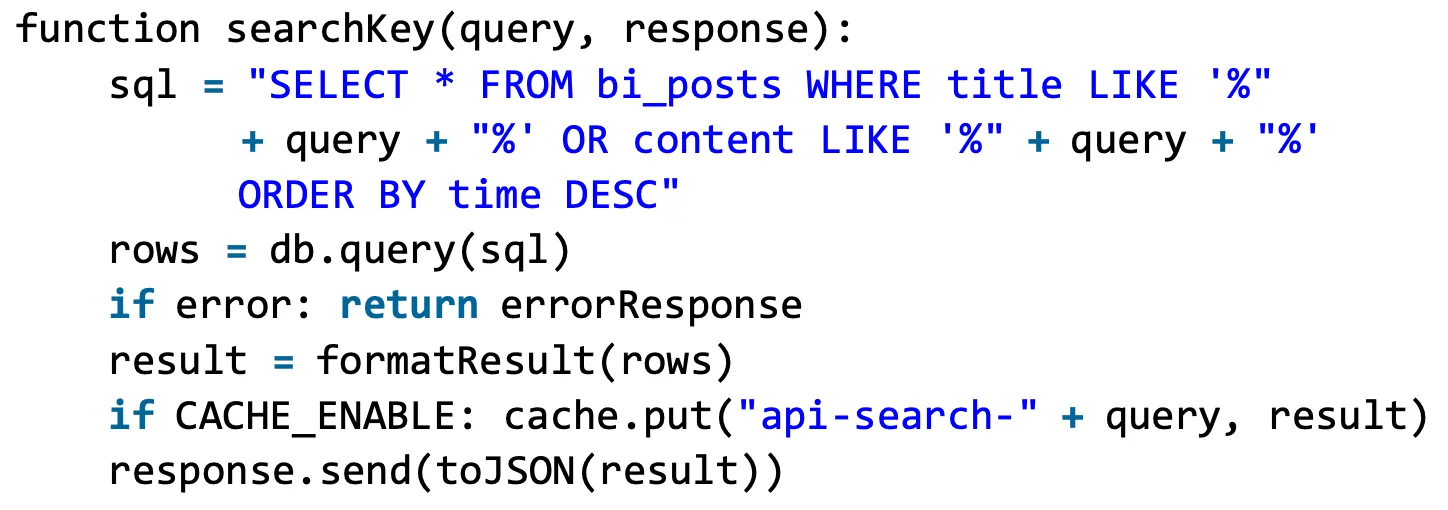 function searchKey(query, response):
sql = "SELECT * FROM bi_posts WHERE title LIKE '%"
+ query + "%' OR content LIKE '%" + query + "%'
ORDER BY time DESC"
rows = db.query(sql)
if error: return errorResponse
result = formatResult(rows)
if CACHE_ENABLE: cache.put("api-search-" + query, result)
response.send(toJSON(result))